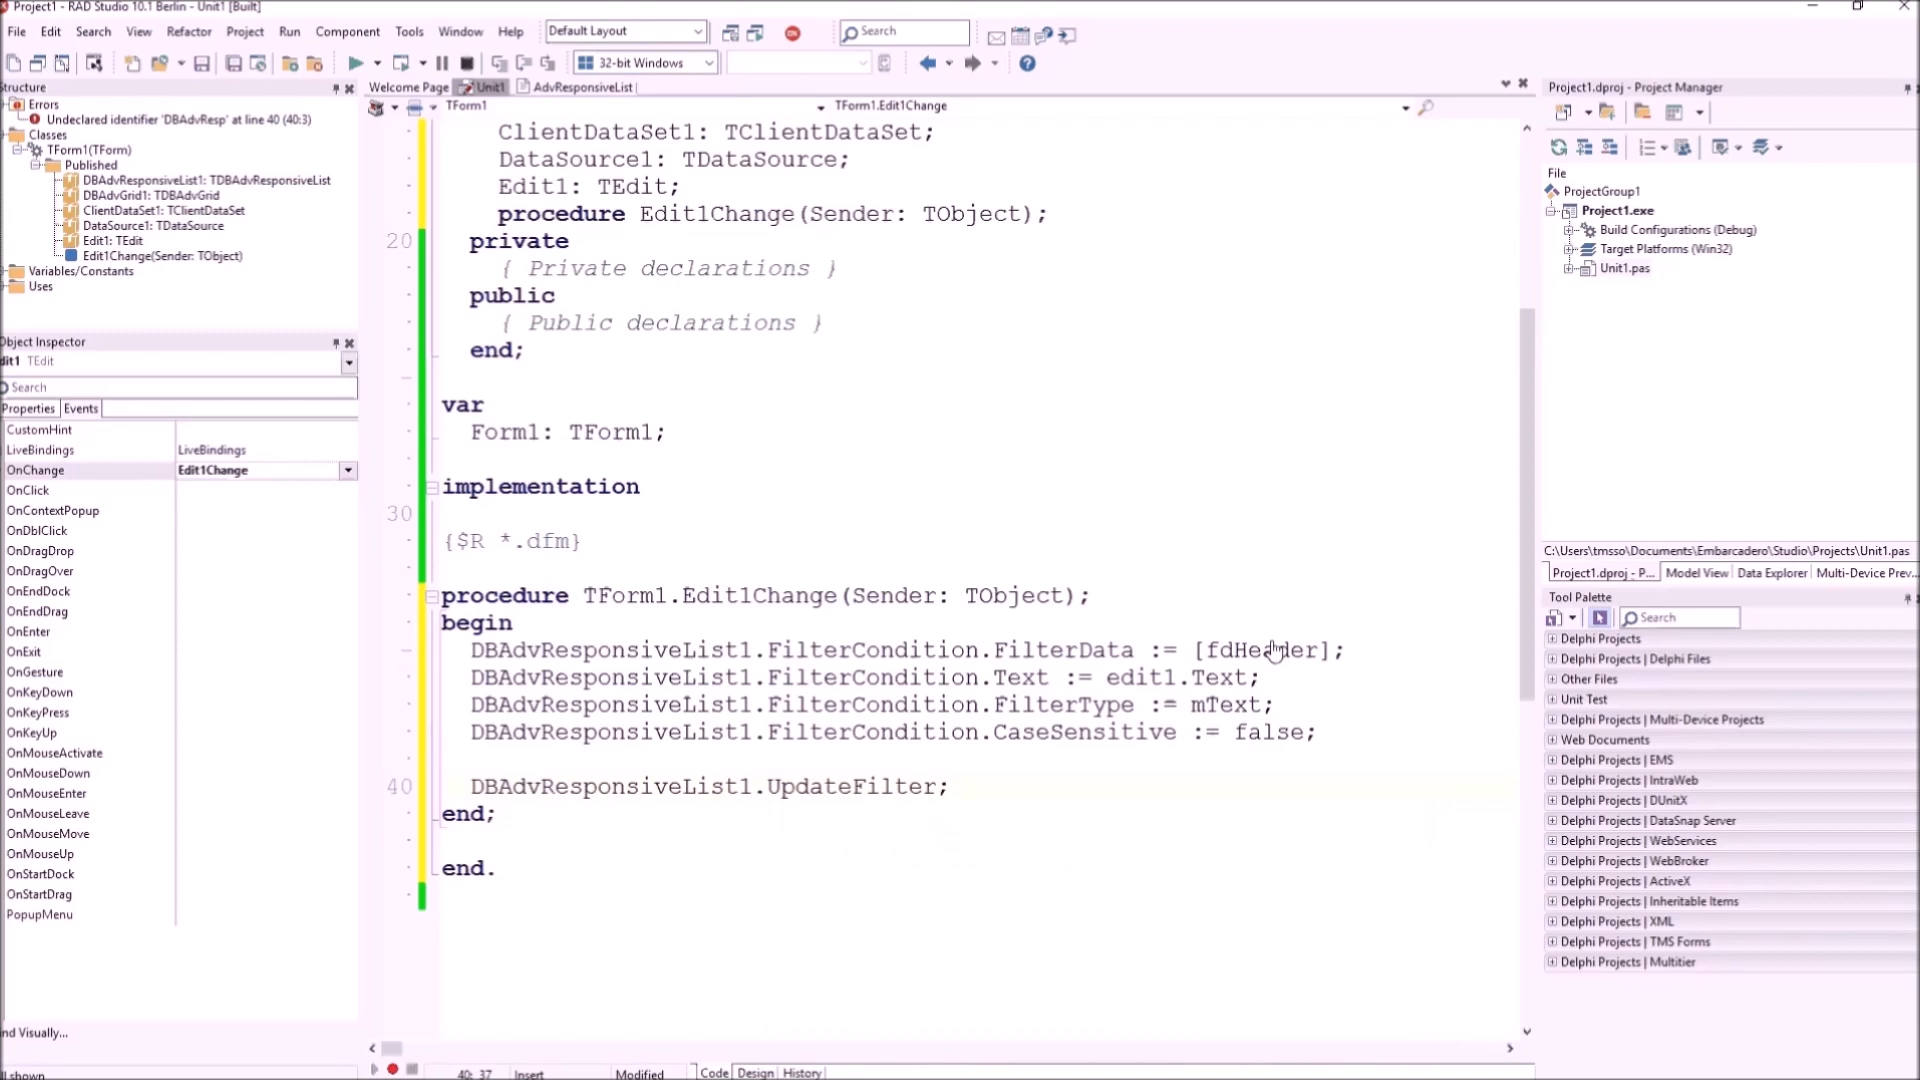 Project1 - RAD Studio 10.1 Berlin - Unit1 [Built]
File Edit Search View Refactor Project Run Component Tools Window Help Default Layout Search
32-bit Windows
Structure
Errors
Undeclared identifier 'DBAdvResp' at line 40 (40:3)
Classes
TForm1(TForm)
Published
DBAdvResponsiveList1: TDBAdvResponsiveList
DBAdvGrid1: TDBAdvGrid
ClientDataSet1: TClientDataSet
DataSource1: TDataSource
Edit1: TEdit
Edit1Change(Sender: TObject)
Variables/Constants
Uses
Object Inspector
dit1 TEdit
Search
Properties Events
CustomHint
LiveBindings LiveBindings
OnChange Edit1Change
OnClick
OnContextPopup
OnDblClick
OnDragDrop
OnDragOver
OnEndDock
OnEndDrag
OnEnter
OnExit
OnGesture
OnKeyDown
OnKeyPress
OnKeyUp
OnMouseActivate
OnMouseDown
OnMouseEnter
OnMouseLeave
OnMouseMove
OnMouseUp
OnStartDock
OnStartDrag
PopupMenu
nd Visually...
ll shown
Welcome Page Unit1 AdvResponsiveList
TForm1 TForm1.Edit1Change
ClientDataSet1: TClientDataSet;
DataSource1: TDataSource;
Edit1: TEdit;
procedure Edit1Change(Sender: TObject);
20 private
{ Private declarations }
public
{ Public declarations }
end;
var
Form1: TForm1;
implementation
30
{$R *.dfm}
procedure TForm1.Edit1Change(Sender: TObject);
begin
DBAdvResponsiveList1.FilterCondition.FilterData := [fdHeader];
DBAdvResponsiveList1.FilterCondition.Text := edit1.Text;
DBAdvResponsiveList1.FilterCondition.FilterType := mText;
DBAdvResponsiveList1.FilterCondition.CaseSensitive := false;
40 DBAdvResponsiveList1.UpdateFilter;
end;
end.
40: 37 Insert Modified Code Design History
Project1.dproj - Project Manager
File
ProjectGroup1
Project1.exe
Build Configurations (Debug)
Target Platforms (Win32)
Unit1.pas
C:\Users\tmsso\Documents\Embarcadero\Studio\Projects\Unit1.pas
Project1.dproj - P... Model View Data Explorer Multi-Device Prev...
Tool Palette
Search
Delphi Projects
Delphi Projects | Delphi Files
Other Files
Unit Test
Delphi Projects | Multi-Device Projects
Web Documents
Delphi Projects | EMS
Delphi Projects | IntraWeb
Delphi Projects | DUnitX
Delphi Projects | DataSnap Server
Delphi Projects | WebServices
Delphi Projects | WebBroker
Delphi Projects | ActiveX
Delphi Projects | Inheritable Items
Delphi Projects | XML
Delphi Projects | TMS Forms
Delphi Projects | Multitier